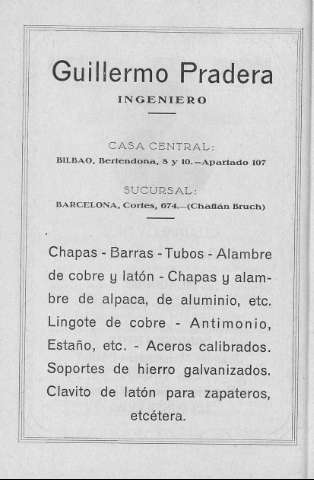 Guillermo Pradera
INGENIERO
CASA CENTRAL:
BILBAO, Bertendona, 8 y 10.—Apartado 107
SUCURSAL:
BARCELONA, Cortes, 674.—(Chaflán Bruch)
Chapas - Barras - Tubos - Alambre
de cobre y latón - Chapas y alam-
bre de alpaca, de aluminio, etc.
Lingote de cobre - Antimonio,
Estaño, etc. - Aceros calibrados.
Soportes de hierro galvanizados.
Clavito de latón para zapateros,
etcétera.